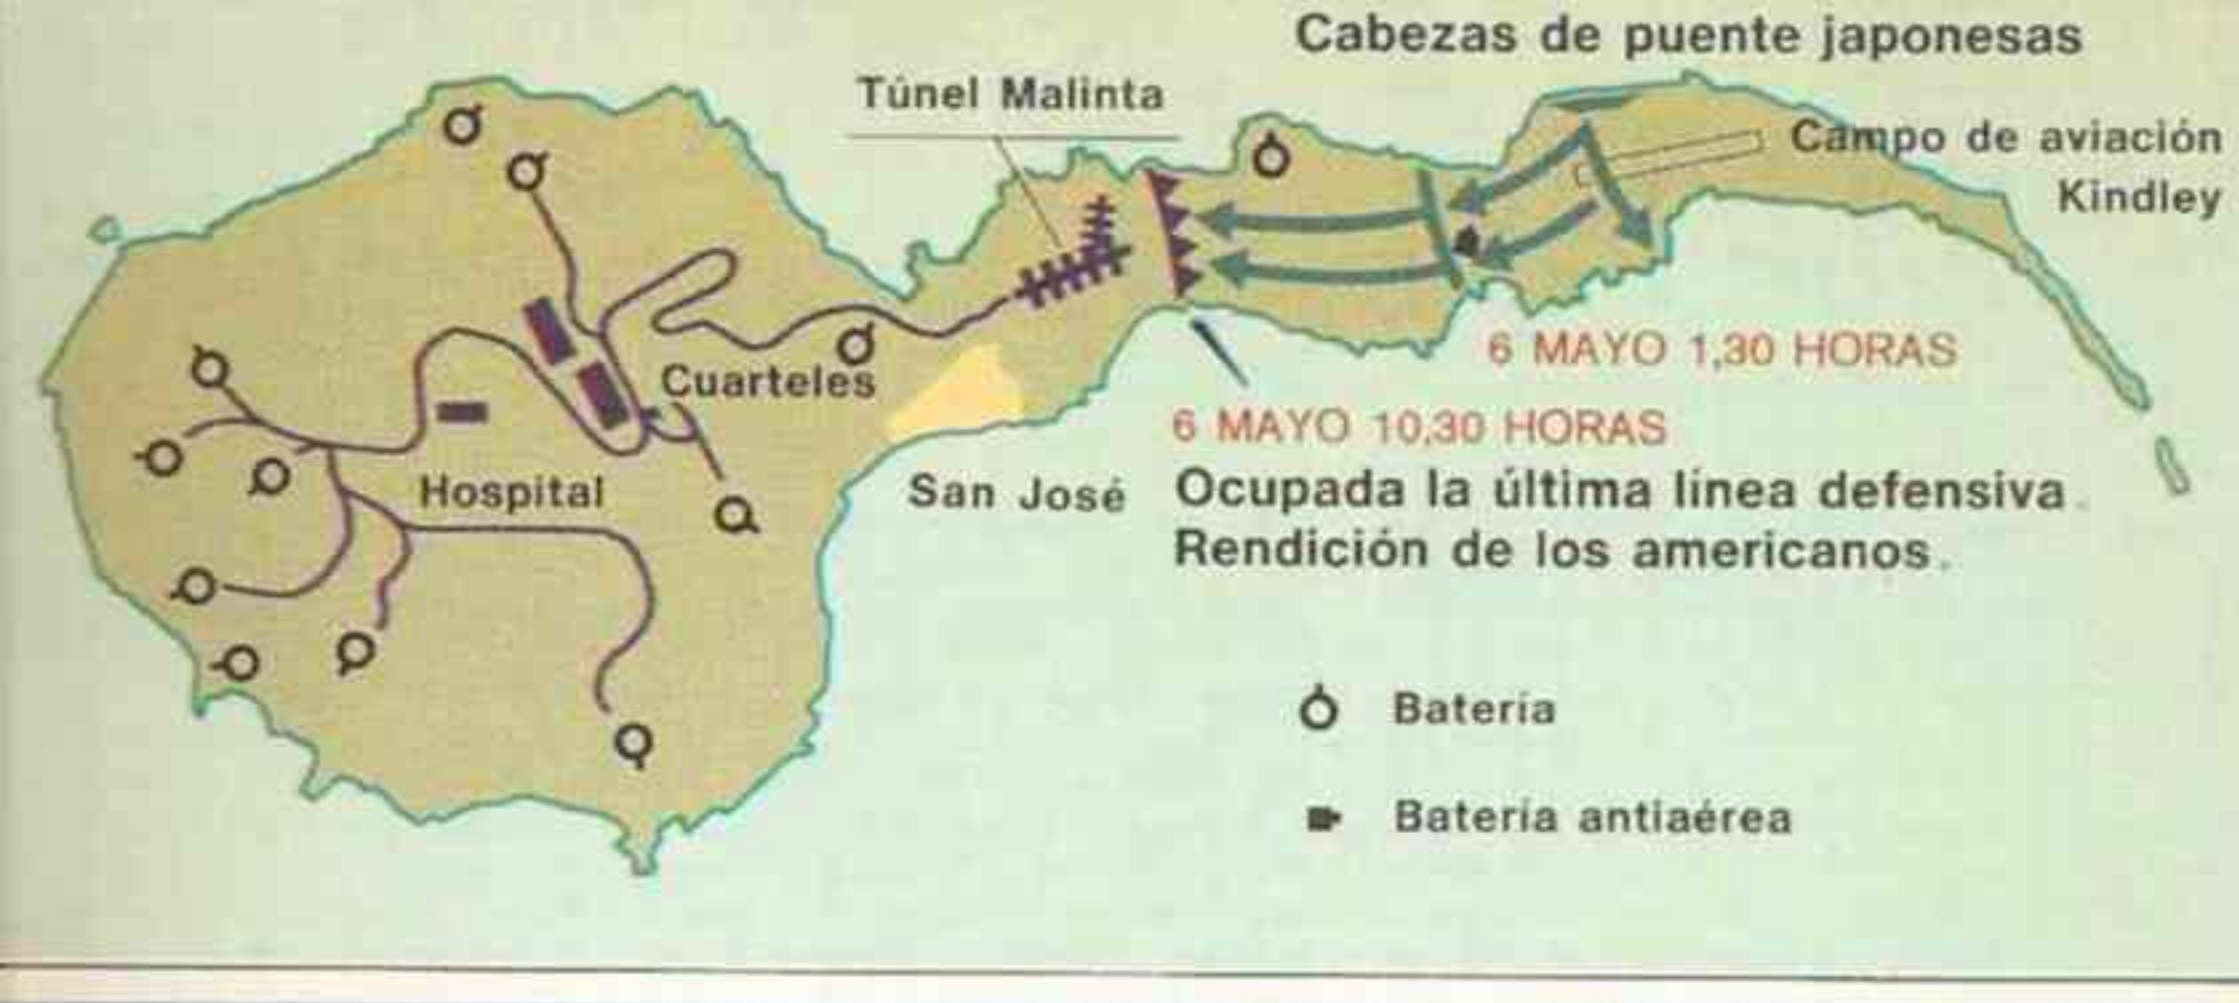 Cabezas de puente japonesas
Túnel Malinta
Campo de aviación
Kindley
6 MAYO 1,30 HORAS
Cuarteles
6 MAYO 10,30 HORAS
Hospital
San José
Ocupada la última línea defensiva.
Rendición de los americanos.
Batería
Batería antiaérea